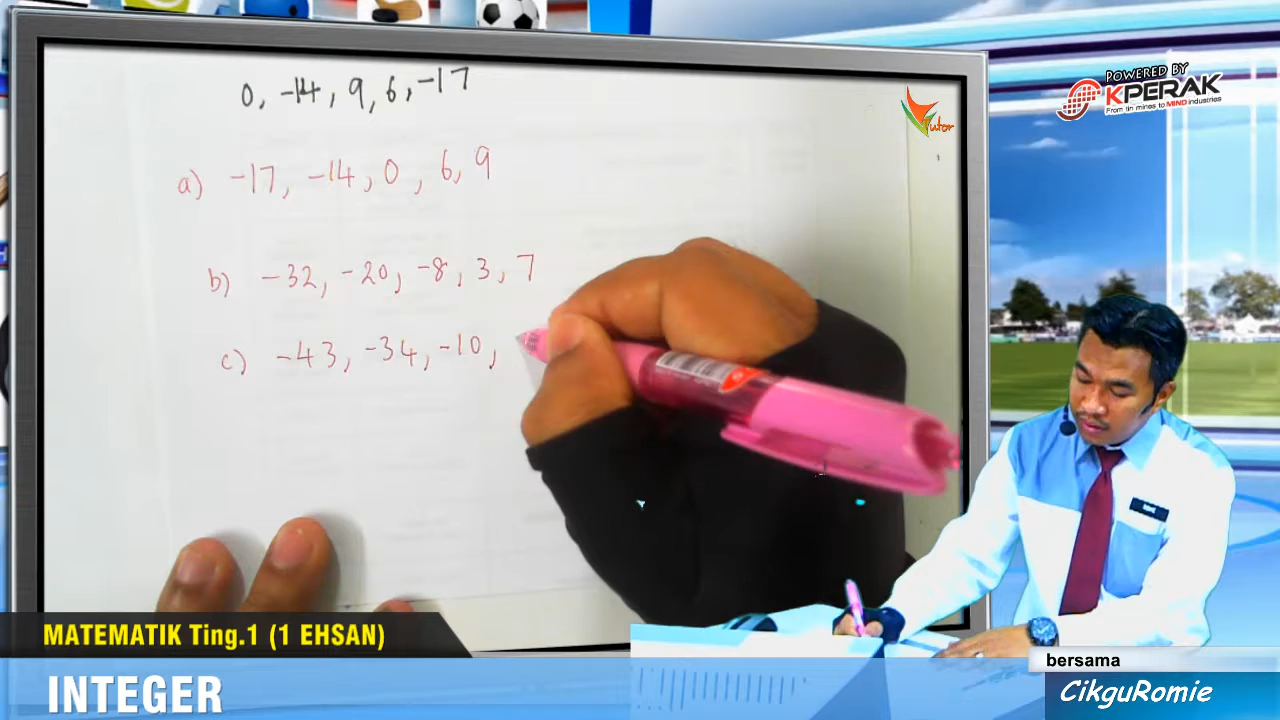 0, -14, 9, 6, -17
a) -17, -14, 0, 6, 9
b) -32, -20, -8, 3, 7
c) -43, -34, -10,
Tutor
POWERED BY
KPERAK
From tin mines to MIND industries
MATEMATIK Ting.1 (1 EHSAN)
INTEGER
bersama
CikguRomie